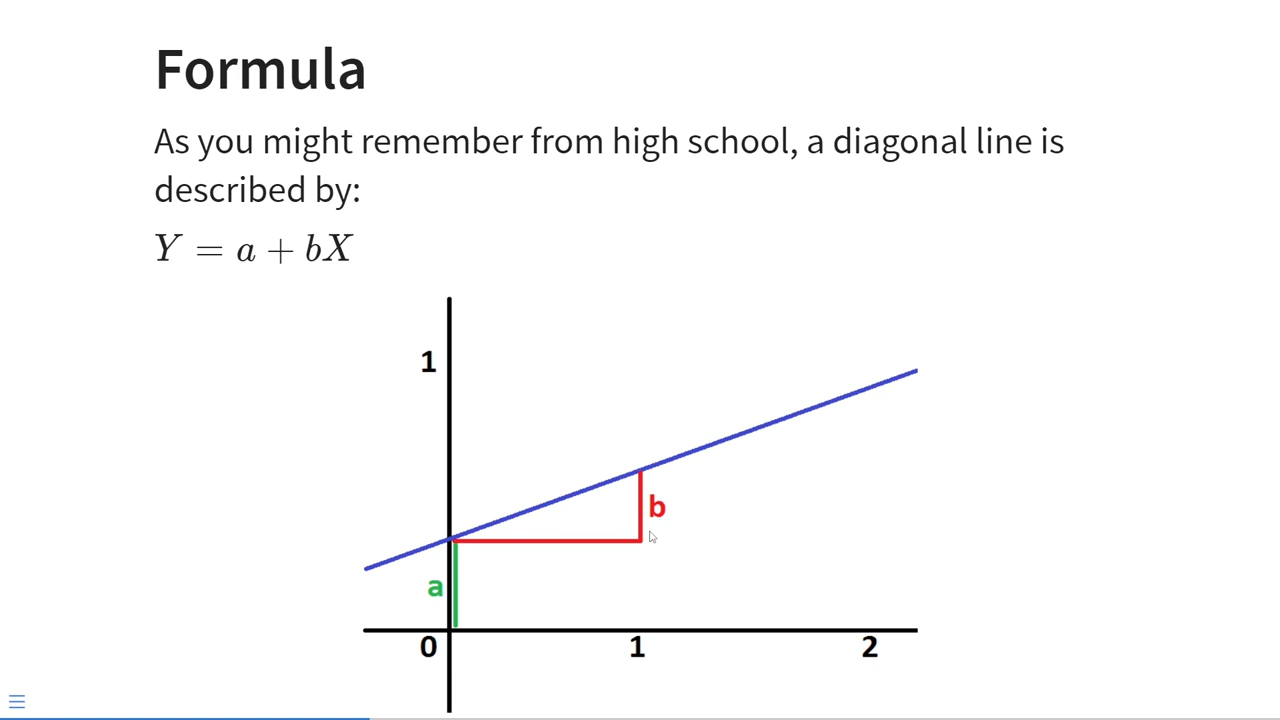 Formula
As you might remember from high school, a diagonal line is
described by:
Y = a + bX
1
b
a
0 1 2